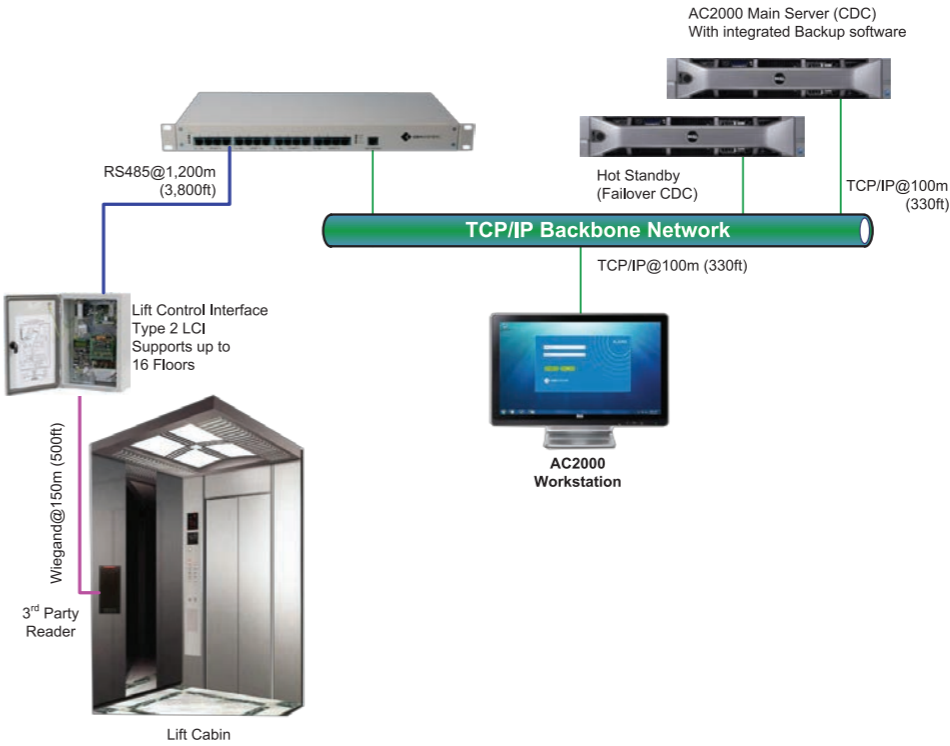 AC2000 Main Server (CDC)
With integrated Backup software
RS485@1,200m
(3,800ft)
Hot Standby
(Failover CDC)
TCP/IP@100m
(330ft)
TCP/IP Backbone Network
TCP/IP@100m (330ft)
Lift Control Interface
Type 2 LCI
Supports up to
16 Floors
AC2000
Workstation
Wiegand@150m (500ft)
3rd Party
Reader
Lift Cabin